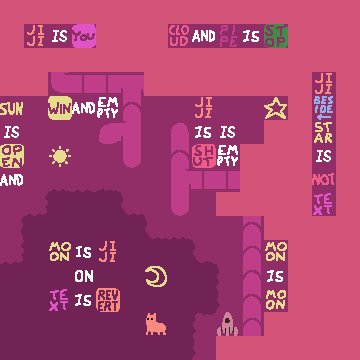 JIJI IS YOU
CLOUD AND PIPE IS STOP
SUN
IS
OPEN
AND
WIN AND EMPTY
JIJI
IS IS
SHUT EMPTY
JIJI
BESIDE
STAR
IS
NOT
TEXT
MOON IS JIJI
ON
TEXT IS REVERT
MOON
IS
MOON